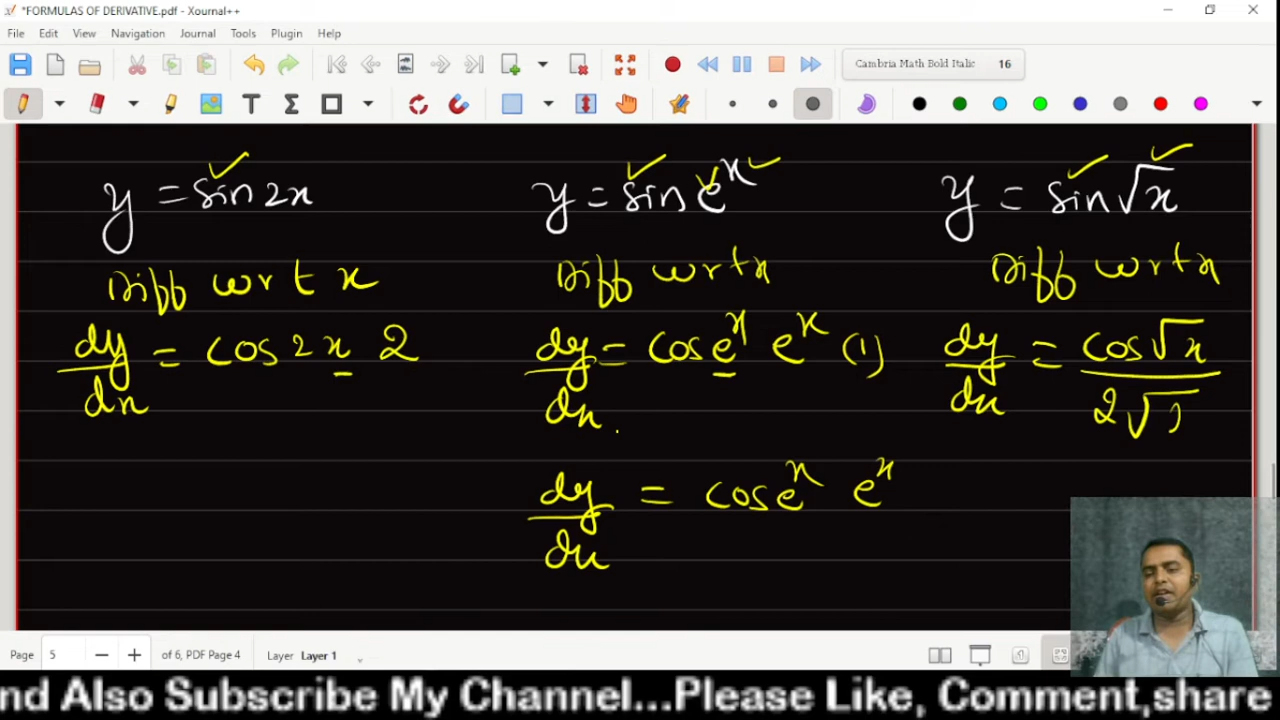 *FORMULAS OF DERIVATIVE.pdf - Xournal++
File Edit View Navigation Journal Tools Plugin Help
Cambria Math Bold Italic 16
y = sin 2x
Diff wrt x
dy/dx = cos 2x 2
y = sin e^x
Diff wrt x
dy/dx = cos e^x e^x (1)
dy/dx = cos e^x e^x
y = sin √x
Diff wrt x
dy/dx = cos √x / 2√
Page 5 of 6, PDF Page 4 Layer Layer 1
nd Also Subscribe My Channel...Please Like, Comment,share